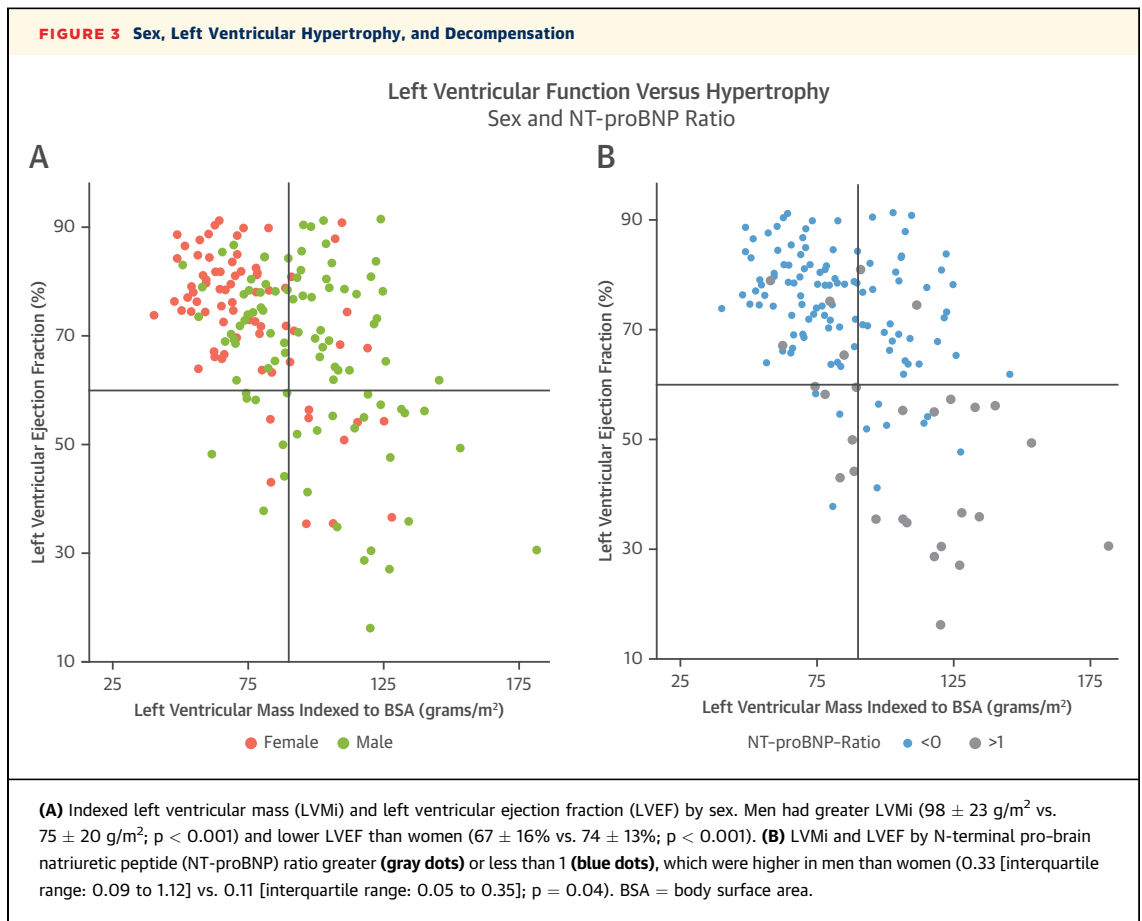 FIGURE 3 Sex, Left Ventricular Hypertrophy, and Decompensation
Left Ventricular Function Versus Hypertrophy
Sex and NT-proBNP Ratio
A
Left Ventricular Ejection Fraction (%)
90
70
50
30
10
25 75 125 175
Left Ventricular Mass Indexed to BSA (grams/m²)
Female Male
B
Left Ventricular Ejection Fraction (%)
90
70
50
30
10
25 75 125 175
Left Ventricular Mass Indexed to BSA (grams/m²)
NT-proBNP-Ratio <0 >1
(A) Indexed left ventricular mass (LVMi) and left ventricular ejection fraction (LVEF) by sex. Men had greater LVMi (98 ± 23 g/m² vs.
75 ± 20 g/m²; p < 0.001) and lower LVEF than women (67 ± 16% vs. 74 ± 13%; p < 0.001). (B) LVMi and LVEF by N-terminal pro–brain
natriuretic peptide (NT-proBNP) ratio greater (gray dots) or less than 1 (blue dots), which were higher in men than women (0.33 [interquartile
range: 0.09 to 1.12] vs. 0.11 [interquartile range: 0.05 to 0.35]; p = 0.04). BSA = body surface area.